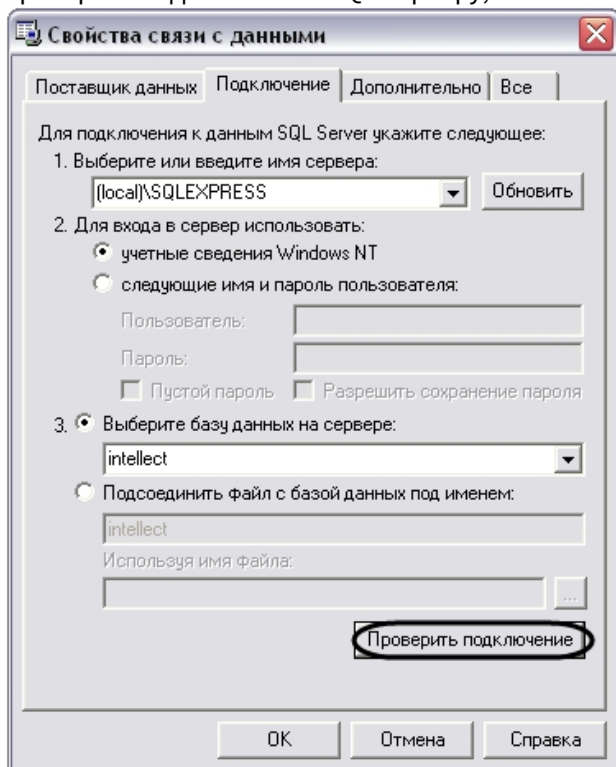 Свойства связи с данными
Поставщик данных Подключение Дополнительно Все
Для подключения к данным SQL Server укажите следующее:
1. Выберите или введите имя сервера:
(local)\SQLEXPRESS Обновить
2. Для входа в сервер использовать:
учетные сведения Windows NT
следующие имя и пароль пользователя:
Пользователь:
Пароль:
Пустой пароль Разрешить сохранение пароля
3. Выберите базу данных на сервере:
intellect
Подсоединить файл с базой данных под именем:
intellect
Используя имя файла:
...
Проверить подключение
OK Отмена Справка